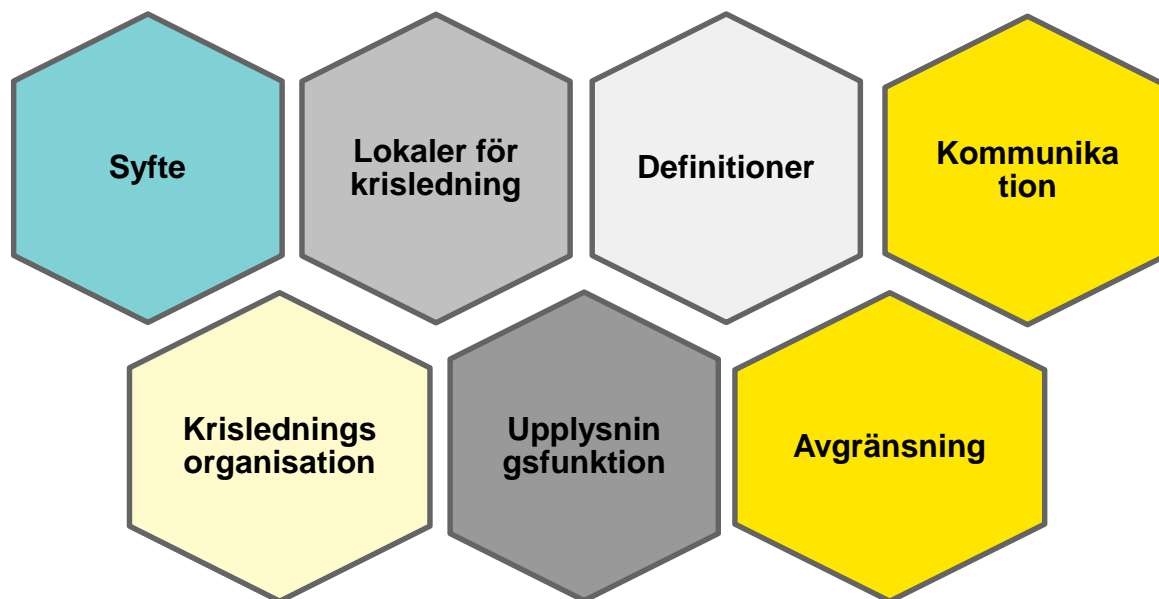 Syfte
Lokaler för
krisledning
Definitioner
Kommunika
tion
Krislednings
organisation
Upplysnin
gsfunktion
Avgränsning